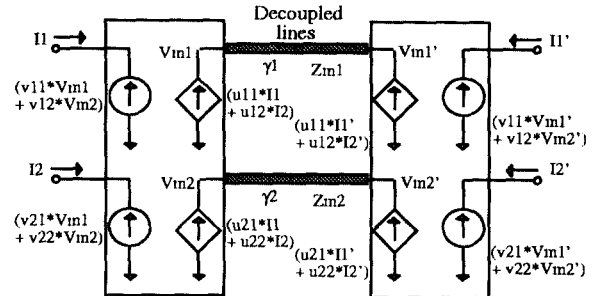 Decoupled
lines
I1
Vm1
Vm1'
I1'
γ1
Zm1
(v11*Vm1
+ v12*Vm2)
(u11*I1
+ u12*I2)
(u11*I1'
+ u12*I2')
(v11*Vm1'
+ v12*Vm2')
I2
Vm2
Vm2'
I2'
γ2
Zm2
(v21*Vm1
+ v22*Vm2)
(u21*I1
+ u22*I2)
(u21*I1'
+ u22*I2')
(v21*Vm1'
+ v22*Vm2')